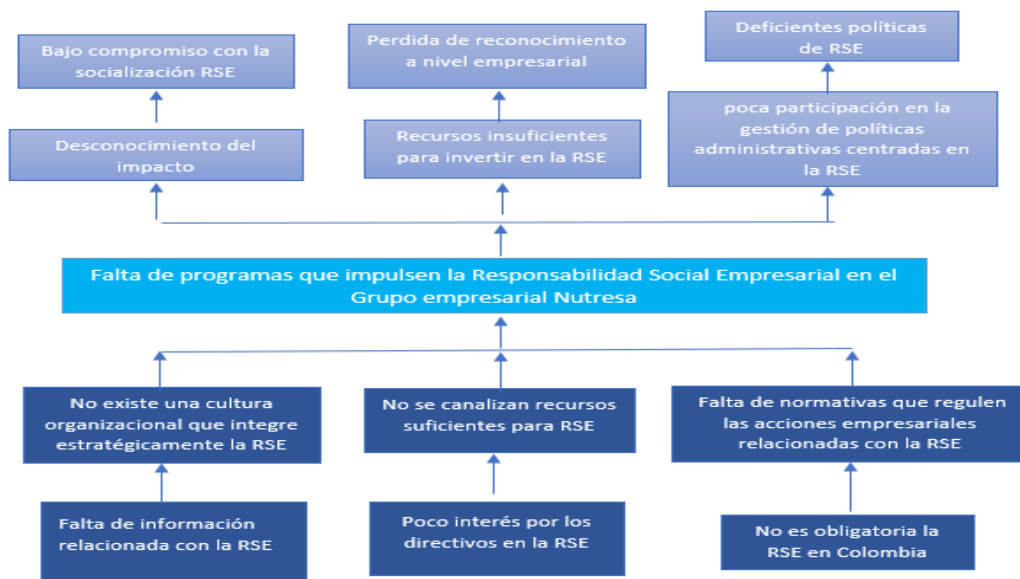 Bajo compromiso con la
socialización RSE
Perdida de reconocimiento
a nivel empresarial
Deficientes políticas
de RSE
Desconocimiento del
impacto
Recursos insuficientes
para invertir en la RSE
poca participación en la
gestión de políticas
administrativas centradas en
la RSE
Falta de programas que impulsen la Responsabilidad Social Empresarial en el
Grupo empresarial Nutresa
No existe una cultura
organizacional que integre
estratégicamente la RSE
No se canalizan recursos
suficientes para RSE
Falta de normativas que regulen
las acciones empresariales
relacionadas con la RSE
Falta de información
relacionada con la RSE
Poco interés por los
directivos en la RSE
No es obligatoria la
RSE en Colombia